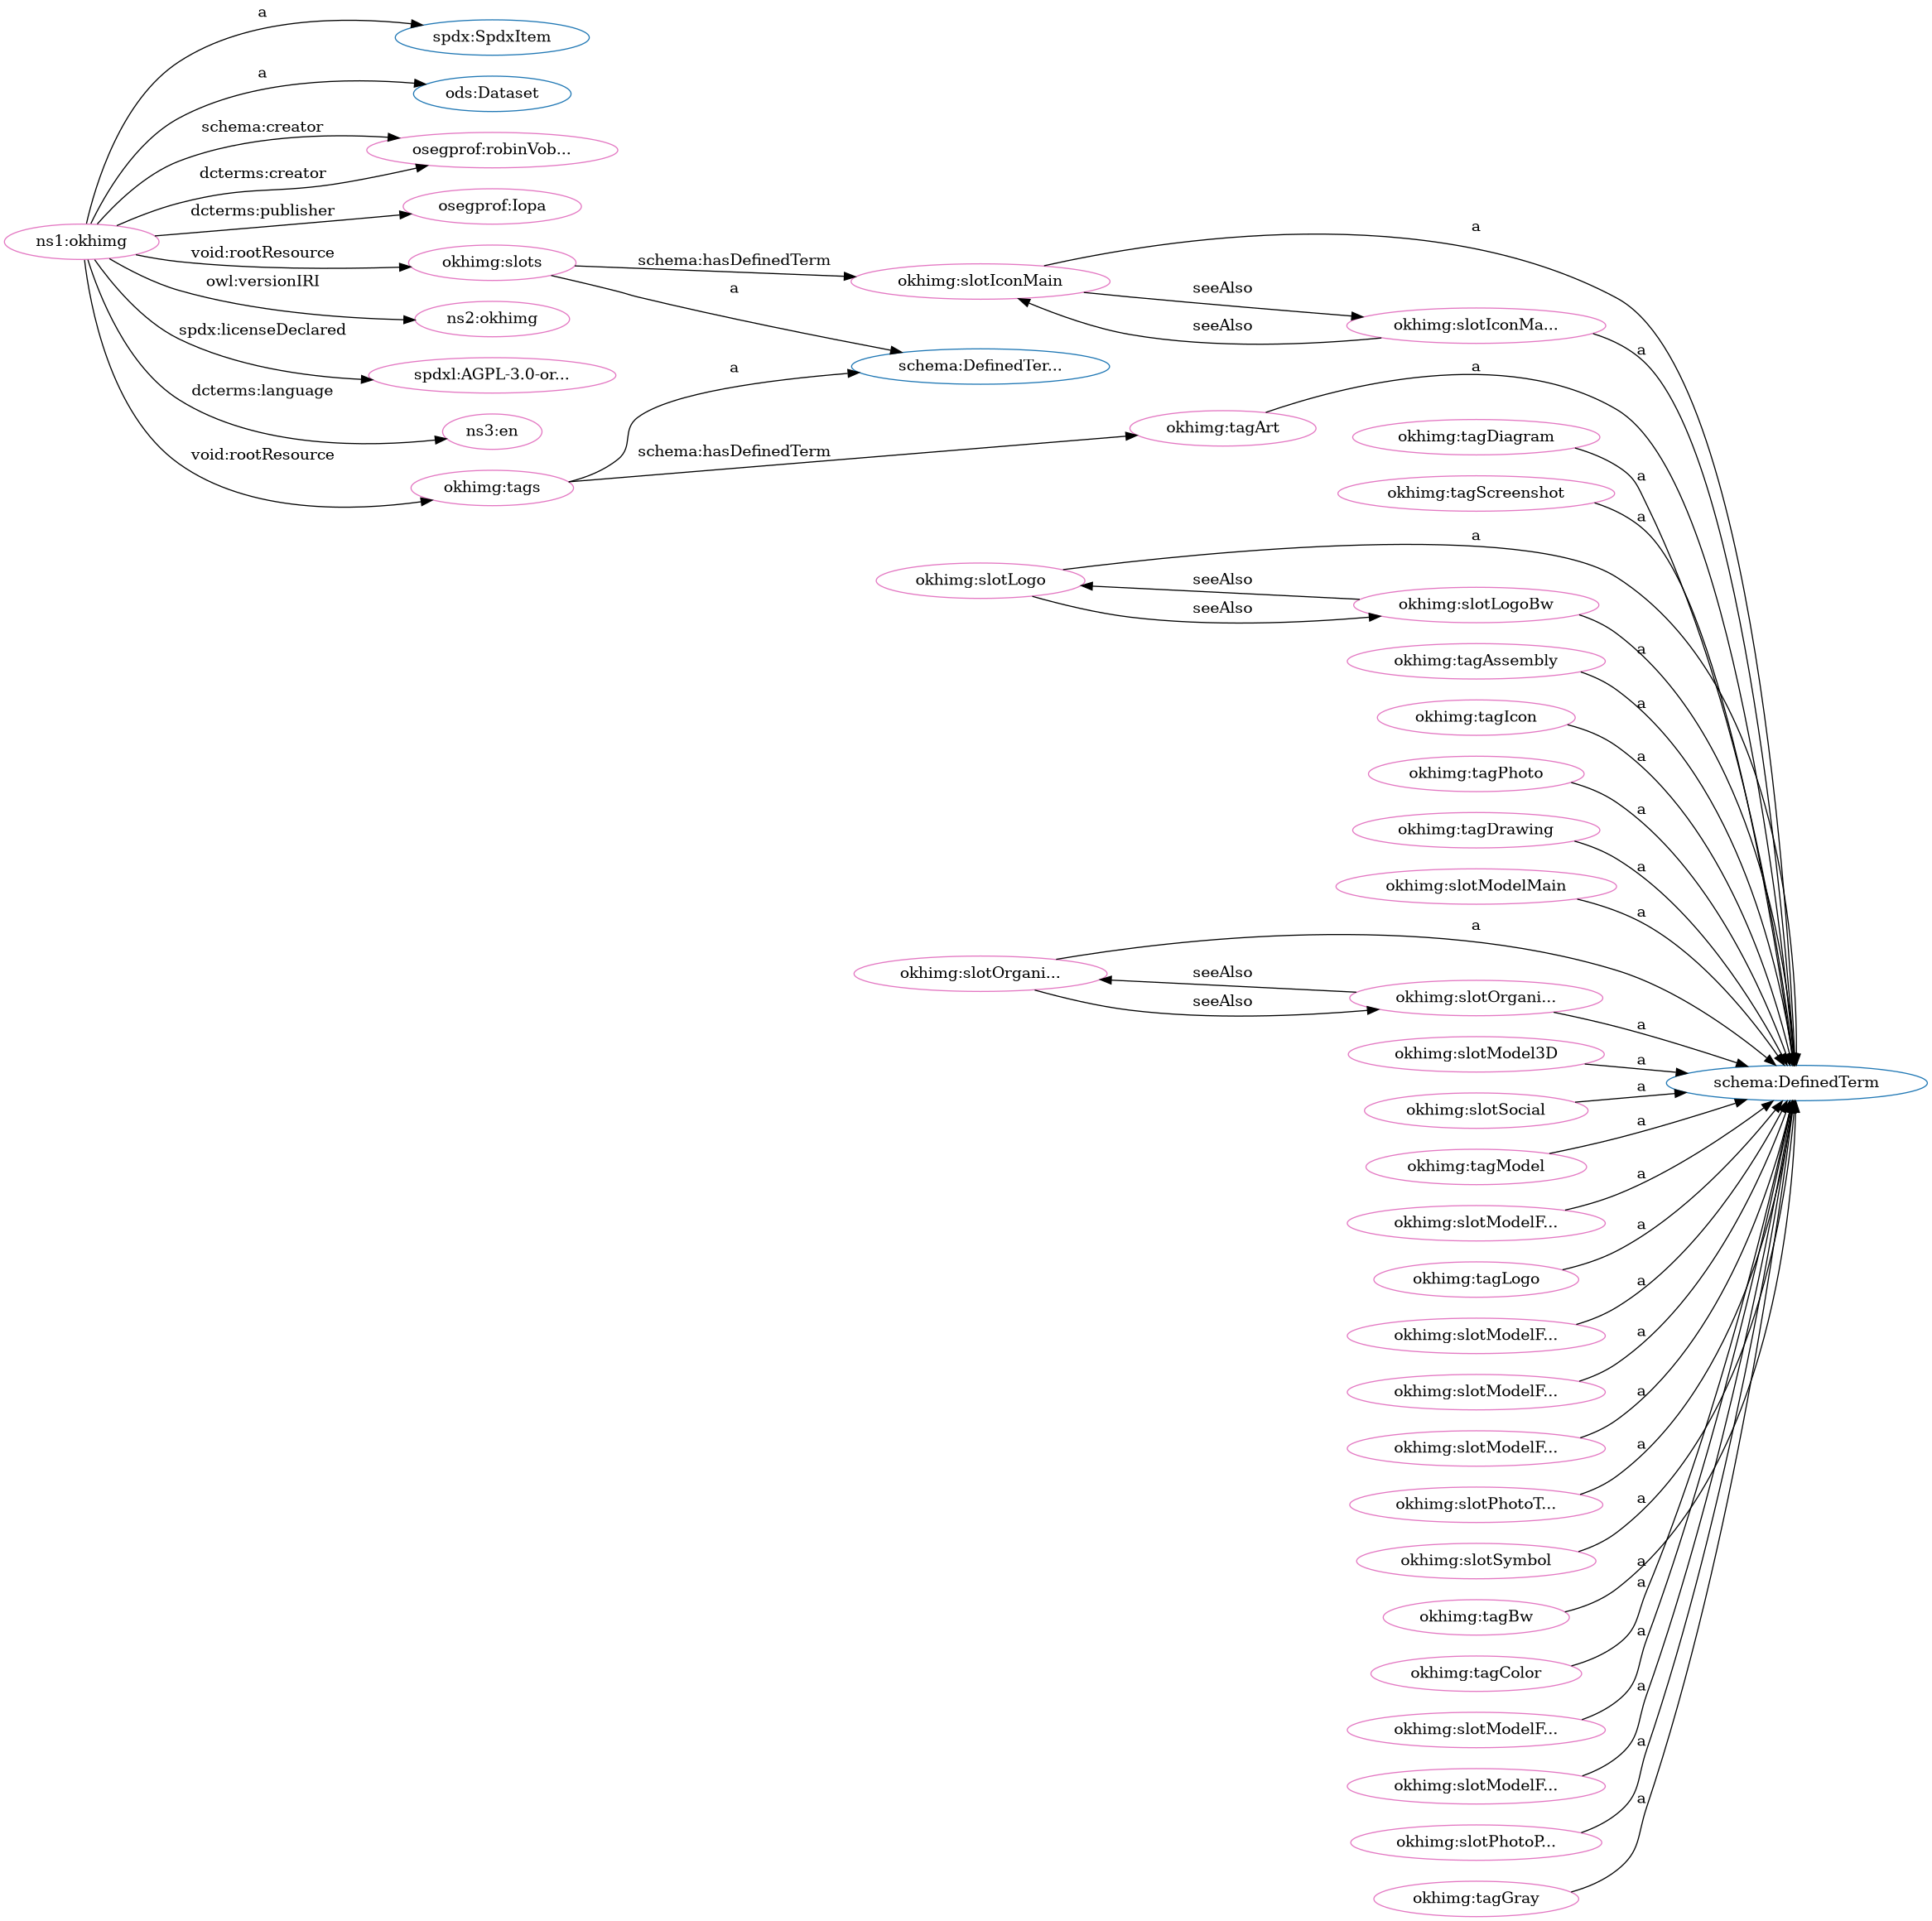 a
spdx:SpdxItem
a
ods:Dataset
schema:creator
osegprof:robinVob...
dcterms:creator
dcterms:publisher
osegprof:Iopa
ns1:okhimg
void:rootResource
okhimg:slots
owl:versionIRI
ns2:okhimg
spdx:licenseDeclared
spdxl:AGPL-3.0-or...
dcterms:language
ns3:en
void:rootResource
okhimg:tags
schema:hasDefinedTerm
a
okhimg:slotIconMain
a
seeAlso
seeAlso
okhimg:slotIconMa...
a
schema:DefinedTer...
a
schema:hasDefinedTerm
okhimg:tagArt
a
okhimg:tagDiagram
a
okhimg:tagScreenshot
a
okhimg:slotLogo
a
seeAlso
seeAlso
okhimg:slotLogoBw
a
okhimg:tagAssembly
a
okhimg:tagIcon
a
okhimg:tagPhoto
a
okhimg:tagDrawing
a
okhimg:slotModelMain
a
okhimg:slotOrgani...
a
seeAlso
seeAlso
okhimg:slotOrgani...
a
okhimg:slotModel3D
a
schema:DefinedTerm
okhimg:slotSocial
a
okhimg:tagModel
a
okhimg:slotModelF...
a
okhimg:tagLogo
a
okhimg:slotModelF...
a
okhimg:slotModelF...
a
okhimg:slotModelF...
a
okhimg:slotPhotoT...
a
okhimg:slotSymbol
a
okhimg:tagBw
a
okhimg:tagColor
a
okhimg:slotModelF...
a
okhimg:slotModelF...
a
okhimg:slotPhotoP...
a
okhimg:tagGray
a